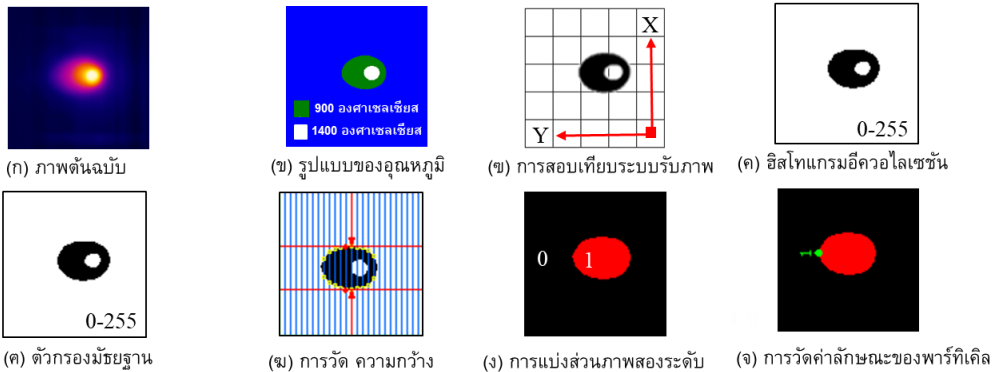 900 องศาเซลเซียส
1400 องศาเซลเซียส
X
Y
0-255
(ก) ภาพต้นฉบับ
(ข) รูปแบบของอุณหภูมิ
(ฃ) การสอบเทียบระบบรับภาพ
(ค) ฮิสโทแกรมอีควอไลเซชัน
0-255
0
1
1
(ฅ) ตัวกรองมัธยฐาน
(ฆ) การวัด ความกว้าง
(ง) การแบ่งส่วนภาพสองระดับ
(จ) การวัดค่าลักษณะของพาร์ทิเคิล